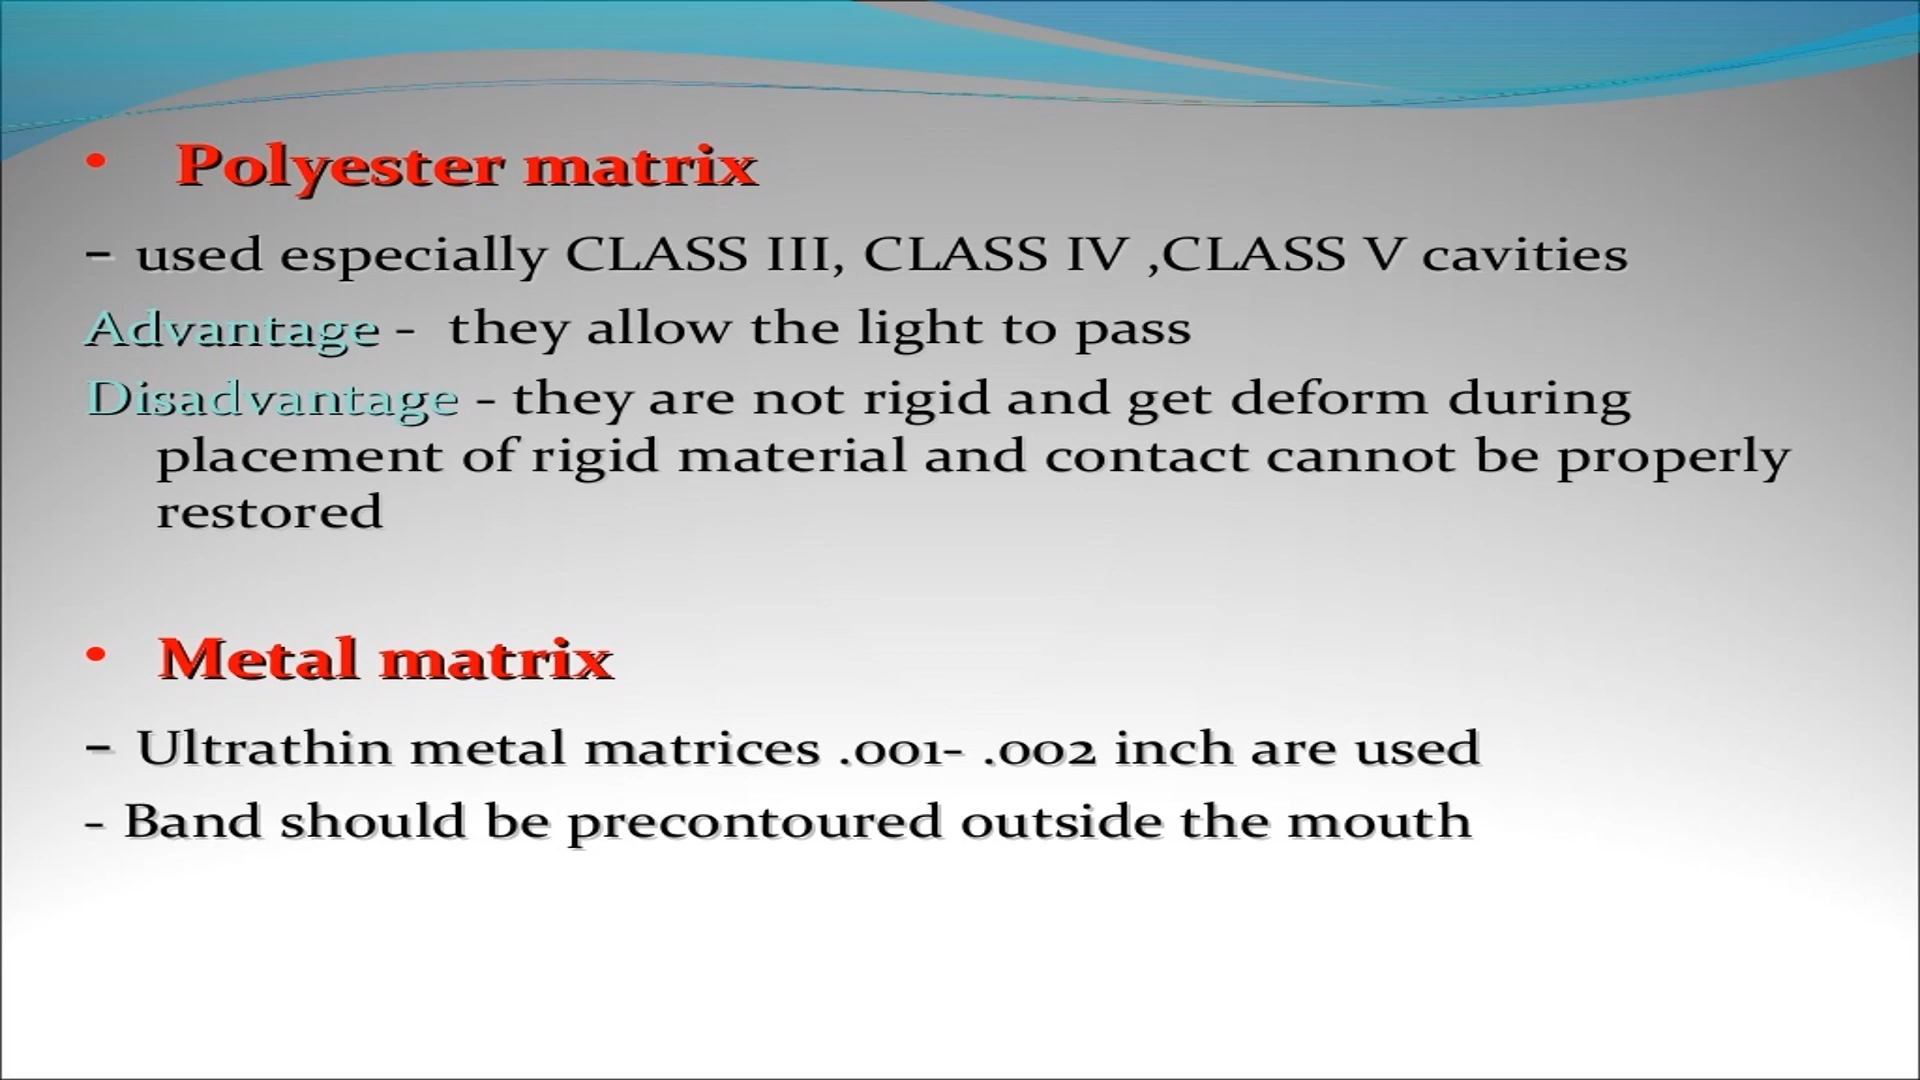 • Polyester matrix
– used especially CLASS III, CLASS IV ,CLASS V cavities
Advantage - they allow the light to pass
Disadvantage - they are not rigid and get deform during
placement of rigid material and contact cannot be properly
restored
• Metal matrix
– Ultrathin metal matrices .001- .002 inch are used
- Band should be precontoured outside the mouth